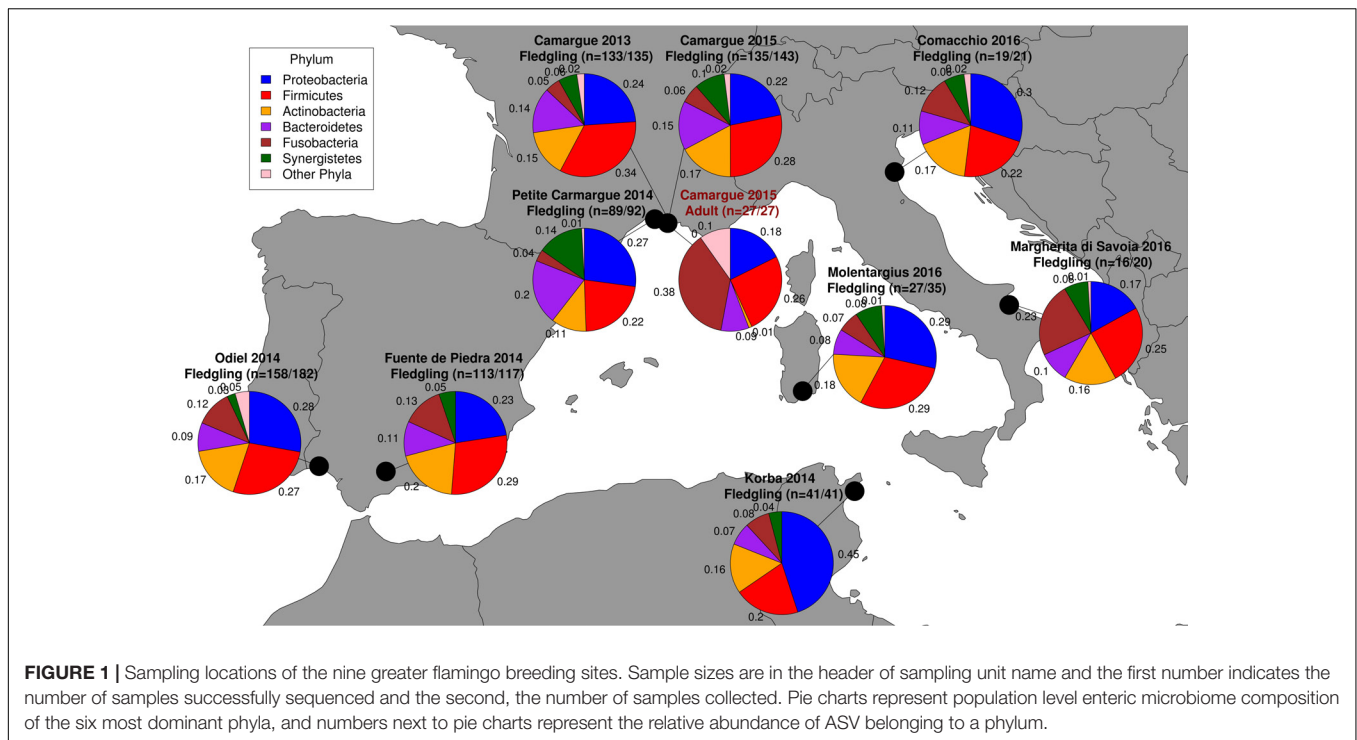 Phylum
Proteobacteria
Firmicutes
Actinobacteria
Bacteroidetes
Fusobacteria
Synergistetes
Other Phyla
Camargue 2013
Fledgling (n=133/135)
0.02
0.05
0.14
0.15
0.34
0.24
Camargue 2015
Fledgling (n=135/143)
0.02
0.1
0.06
0.15
0.17
0.28
0.22
Comacchio 2016
Fledgling (n=19/21)
0.02
0.06
0.12
0.11
0.17
0.22
0.3
Petite Carmargue 2014
Fledgling (n=89/92)
0.01
0.14
0.04
0.2
0.11
0.22
0.27
Camargue 2015
Adult (n=27/27)
0.1
0
0.38
0.09
0.01
0.26
0.18
Molentargius 2016
Fledgling (n=27/35)
0.01
0.08
0.07
0.08
0.18
0.29
0.29
Margherita di Savoia 2016
Fledgling (n=16/20)
0.01
0.08
0.23
0.1
0.16
0.25
0.17
Odiel 2014
Fledgling (n=158/182)
0.05
0.03
0.12
0.09
0.17
0.27
0.28
Fuente de Piedra 2014
Fledgling (n=113/117)
0.05
0.13
0.11
0.2
0.29
0.23
Korba 2014
Fledgling (n=41/41)
0.04
0.08
0.07
0.16
0.2
0.45
FIGURE 1 | Sampling locations of the nine greater flamingo breeding sites. Sample sizes are in the header of sampling unit name and the first number indicates the
number of samples successfully sequenced and the second, the number of samples collected. Pie charts represent population level enteric microbiome composition
of the six most dominant phyla, and numbers next to pie charts represent the relative abundance of ASV belonging to a phylum.